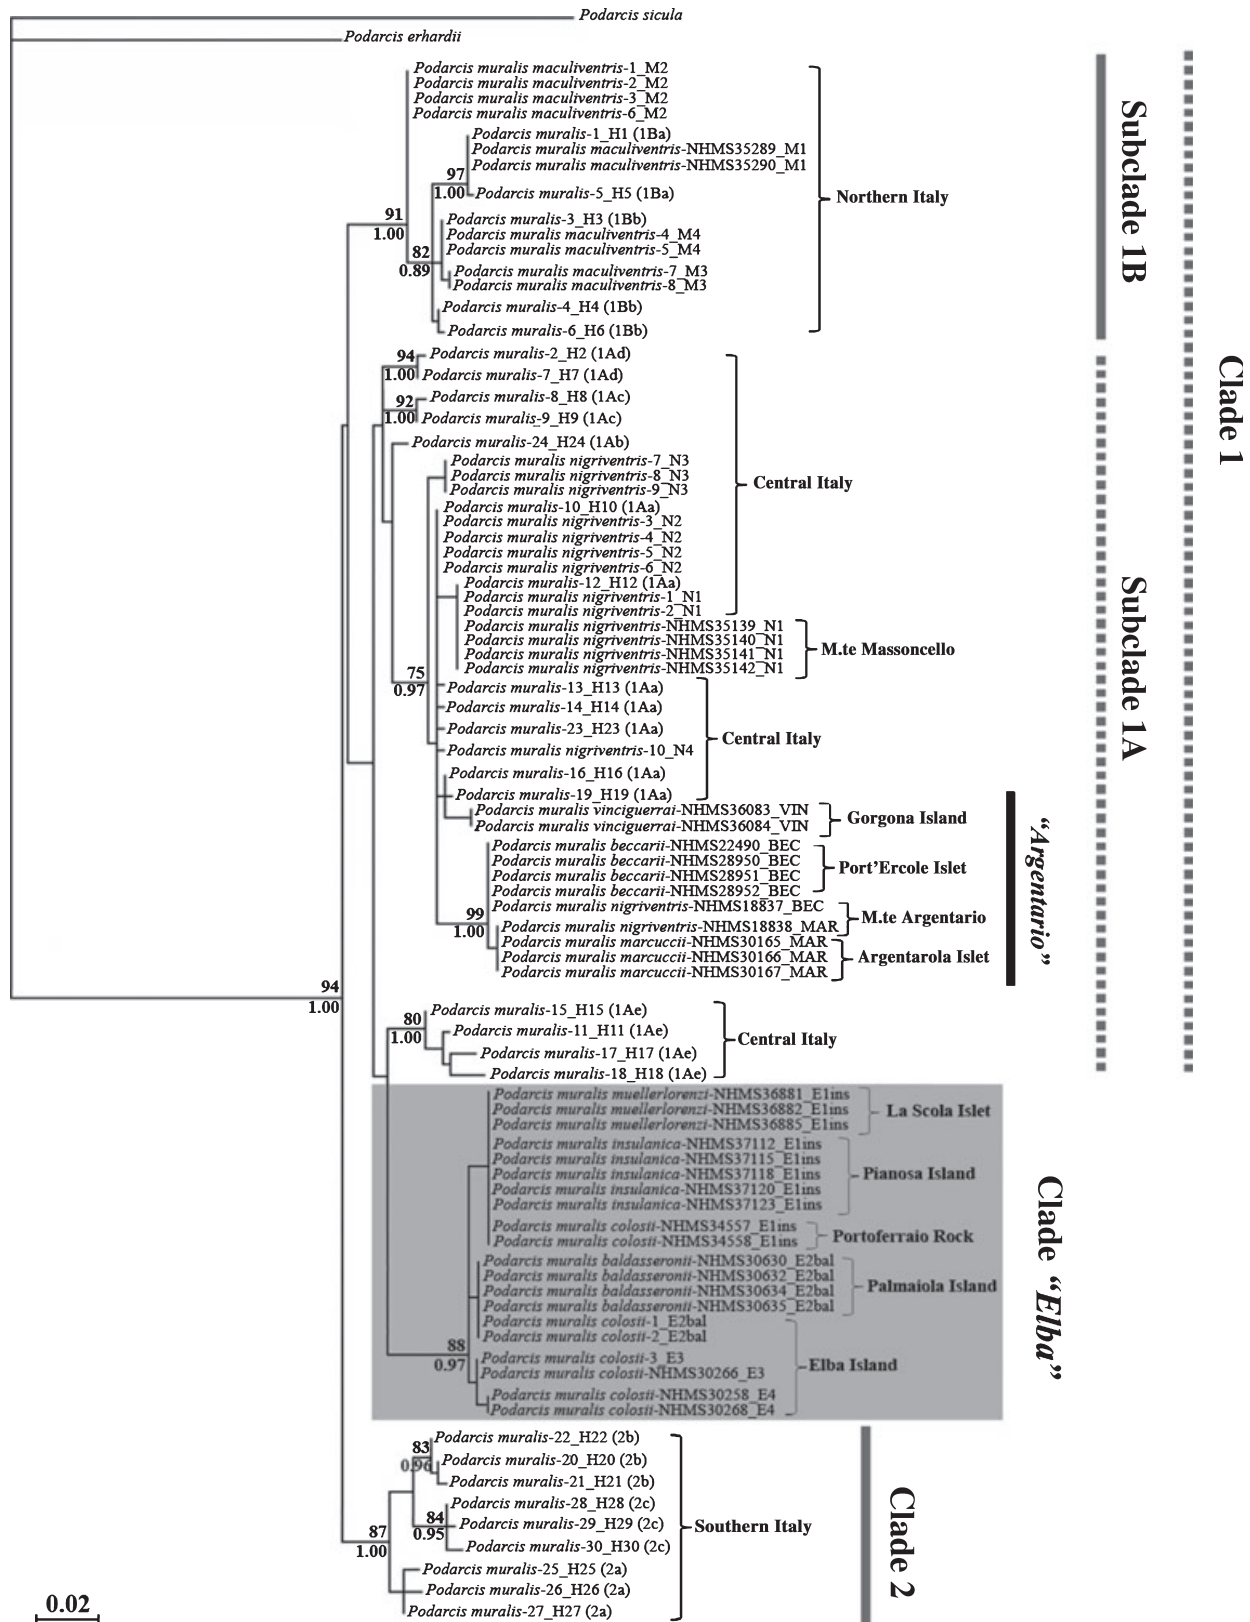 Podarcis sicula
Podarcis erhardii
Podarcis muralis maculiventris-1_M2
Podarcis muralis maculiventris-2_M2
Podarcis muralis maculiventris-3_M2
Podarcis muralis maculiventris-6_M2
Podarcis muralis-1_H1 (1Ba)
Podarcis muralis maculiventris-NHMS35289_M1
Podarcis muralis maculiventris-NHMS35290_M1
97
1.00
Podarcis muralis-5_H5 (1Ba)
Northern Italy
91
1.00
Podarcis muralis-3_H3 (1Bb)
Podarcis muralis maculiventris-4_M4
Podarcis muralis maculiventris-5_M4
82
0.89
Podarcis muralis maculiventris-7_M3
Podarcis muralis maculiventris-8_M3
Podarcis muralis-4_H4 (1Bb)
Podarcis muralis-6_H6 (1Bb)
Subclade 1B
94
1.00
Podarcis muralis-2_H2 (1Ad)
Podarcis muralis-7_H7 (1Ad)
92
1.00
Podarcis muralis-8_H8 (1Ac)
Podarcis muralis-9_H9 (1Ac)
Podarcis muralis-24_H24 (1Ab)
Podarcis muralis nigriventris-7_N3
Podarcis muralis nigriventris-8_N3
Podarcis muralis nigriventris-9_N3
Central Italy
Podarcis muralis-10_H10 (1Aa)
Podarcis muralis nigriventris-3_N2
Podarcis muralis nigriventris-4_N2
Podarcis muralis nigriventris-5_N2
Podarcis muralis nigriventris-6_N2
Podarcis muralis-12_H12 (1Aa)
Podarcis muralis nigriventris-1_N1
Podarcis muralis nigriventris-2_N1
Podarcis muralis nigriventris-NHMS35139_N1
Podarcis muralis nigriventris-NHMS35140_N1
Podarcis muralis nigriventris-NHMS35141_N1
Podarcis muralis nigriventris-NHMS35142_N1
M.te Massoncello
75
0.97
Podarcis muralis-13_H13 (1Aa)
Podarcis muralis-14_H14 (1Aa)
Podarcis muralis-23_H23 (1Aa)
Podarcis muralis nigriventris-10_N4
Central Italy
Podarcis muralis-16_H16 (1Aa)
Podarcis muralis-19_H19 (1Aa)
Podarcis muralis vinciguerrai-NHMS36083_VIN
Podarcis muralis vinciguerrai-NHMS36084_VIN
Gorgona Island
Podarcis muralis beccarii-NHMS22490_BEC
Podarcis muralis beccarii-NHMS28950_BEC
Podarcis muralis beccarii-NHMS28951_BEC
Podarcis muralis beccarii-NHMS28952_BEC
Port'Ercole Islet
Podarcis muralis nigriventris-NHMS18837_BEC
99
1.00
Podarcis muralis nigriventris-NHMS18838_MAR
M.te Argentario
Podarcis muralis marcuccii-NHMS30165_MAR
Podarcis muralis marcuccii-NHMS30166_MAR
Podarcis muralis marcuccii-NHMS30167_MAR
Argentarola Islet
"Argentario"
Subclade 1A
Clade 1
94
1.00
80
1.00
Podarcis muralis-15_H15 (1Ae)
Podarcis muralis-11_H11 (1Ae)
Podarcis muralis-17_H17 (1Ae)
Podarcis muralis-18_H18 (1Ae)
Central Italy
Podarcis muralis muellerlorenzi-NHMS36881_E1ins
Podarcis muralis muellerlorenzi-NHMS36882_E1ins
Podarcis muralis muellerlorenzi-NHMS36885_E1ins
La Scola Islet
Podarcis muralis insulanica-NHMS37112_E1ins
Podarcis muralis insulanica-NHMS37115_E1ins
Podarcis muralis insulanica-NHMS37118_E1ins
Podarcis muralis insulanica-NHMS37120_E1ins
Podarcis muralis insulanica-NHMS37123_E1ins
Pianosa Island
Podarcis muralis colosii-NHMS34557_E1ins
Podarcis muralis colosii-NHMS34558_E1ins
Portoferraio Rock
Podarcis muralis baldasseronii-NHMS30630_E2bal
Podarcis muralis baldasseronii-NHMS30632_E2bal
Podarcis muralis baldasseronii-NHMS30634_E2bal
Podarcis muralis baldasseronii-NHMS30635_E2bal
Palmaiola Island
Podarcis muralis colosii-1_E2bal
Podarcis muralis colosii-2_E2bal
88
0.97
Podarcis muralis colosii-3_E3
Podarcis muralis colosii-NHMS30266_E3
Podarcis muralis colosii-NHMS30258_E4
Podarcis muralis colosii-NHMS30268_E4
Elba Island
Clade "Elba"
83
0.96
Podarcis muralis-22_H22 (2b)
Podarcis muralis-20_H20 (2b)
Podarcis muralis-21_H21 (2b)
84
0.95
Podarcis muralis-28_H28 (2c)
Podarcis muralis-29_H29 (2c)
Podarcis muralis-30_H30 (2c)
Southern Italy
87
1.00
Podarcis muralis-25_H25 (2a)
Podarcis muralis-26_H26 (2a)
Podarcis muralis-27_H27 (2a)
Clade 2
0.02